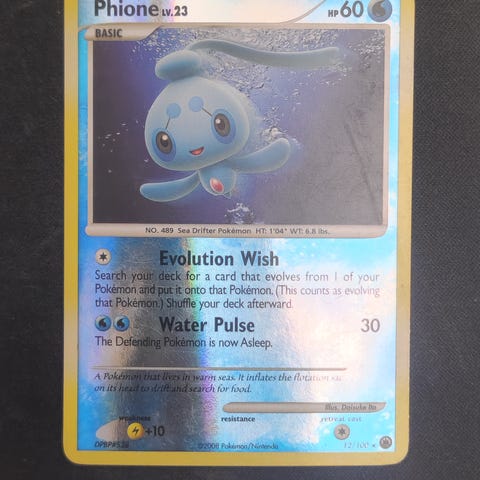 Phione LV.23 HP 60
BASIC
NO. 489 Sea Drifter Pokémon HT: 1'04" WT: 6.8 lbs.
Evolution Wish
Search your deck for a card that evolves from 1 of your
Pokémon and put it onto that Pokémon. (This counts as evolving
that Pokémon.) Shuffle your deck afterward.
Water Pulse 30
The Defending Pokémon is now Asleep.
A Pokémon that lives in warm seas. It inflates the flotation sac
on its head to drift and search for food.
Illus. Daisuke Ito
weakness resistance retreat cost
+10
DPBP#528 ©2008 Pokémon/Nintendo 12/100